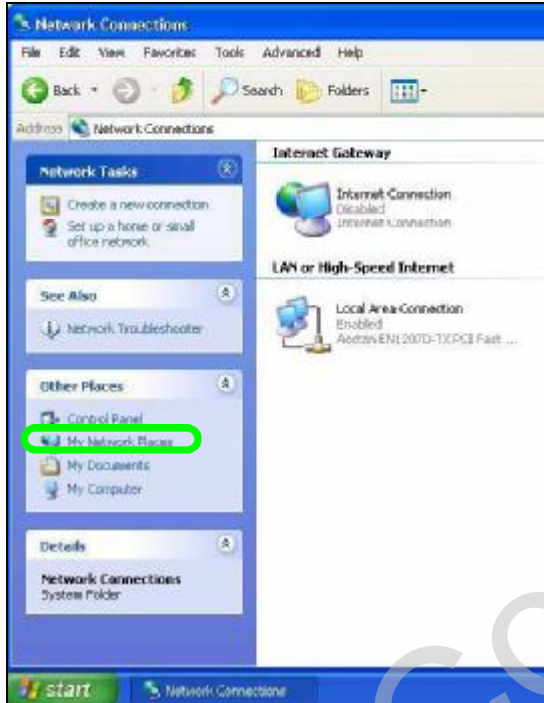 Network Connections
File Edit View Favorites Tools Advanced Help
Back Search Folders
Address Network Connections
Network Tasks
Create a new connection
Set up a home or small
office network
See Also
Network Troubleshooter
Other Places
Control Panel
My Network Places
My Documents
My Computer
Details
Network Connections
System Folder
Internet Gateway
Internet Connection
Disabled
Internet Connection
LAN or High-Speed Internet
Local Area Connection
Enabled
Fast ...
start Network Connections